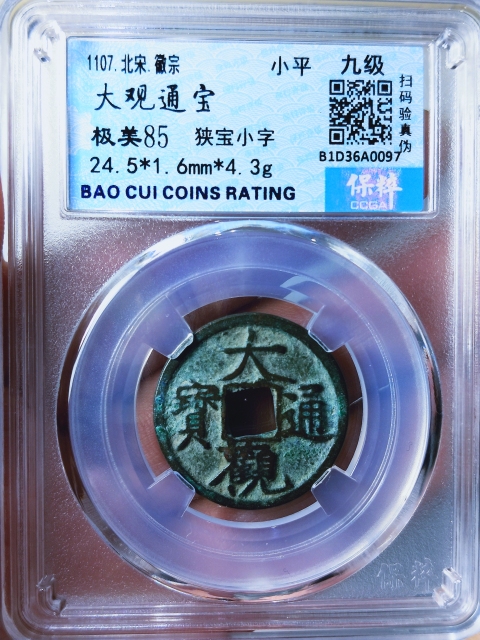 1107.北宋.徽宗 小平 九级
大观通宝
极美85 狭宝小字
24.5*1.6mm*4.3g
BAO CUI COINS RATING
扫码验真伪
B1D36A0097
保粹
CCGA
大觀通寶
保粹